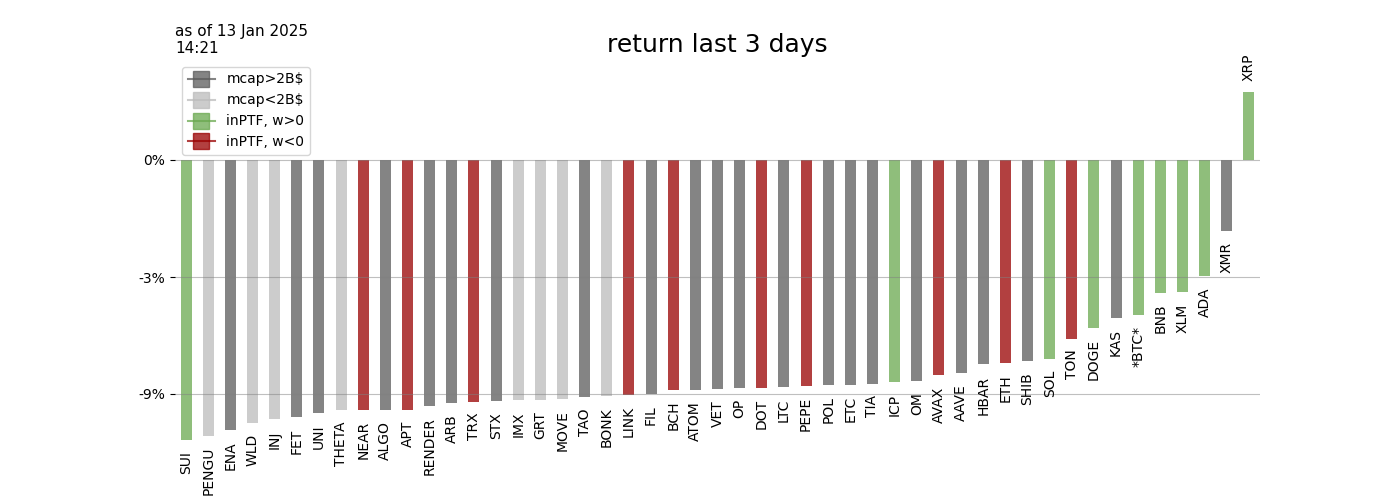 as of 13 Jan 2025
14:21
return last 3 days
mcap>2B$
mcap<2B$
inPTF, w>0
inPTF, w<0
0%
-3%
-9%
SUI
PENGU
ENA
WLD
INJ
FET
UNI
THETA
NEAR
ALGO
APT
RENDER
ARB
TRX
STX
IMX
GRT
MOVE
TAO
BONK
LINK
FIL
BCH
ATOM
VET
OP
DOT
LTC
PEPE
POL
ETC
TIA
ICP
OM
AVAX
AAVE
HBAR
ETH
SHIB
SOL
TON
DOGE
KAS
*BTC*
BNB
XLM
ADA
XMR
XRP